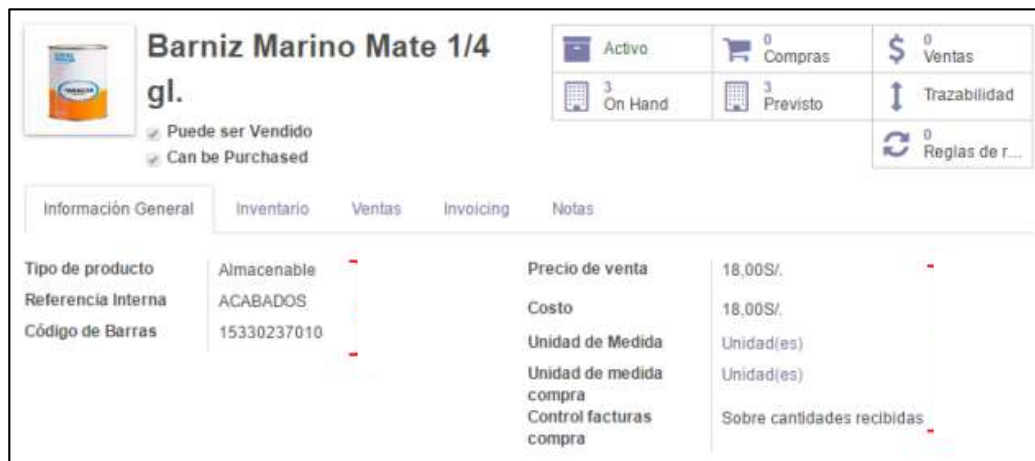 Barniz Marino Mate 1/4
gl.
Puede ser Vendido
Can be Purchased
Activo
0
Compras
0
Ventas
3
On Hand
3
Previsto
Trazabilidad
0
Reglas de r...
Información General Inventario Ventas Invoicing Notas
Tipo de producto Almacenable
Referencia Interna ACABADOS
Código de Barras 15330237010
Precio de venta 18,00S/.
Costo 18,00S/.
Unidad de Medida Unidad(es)
Unidad de medida
compra Unidad(es)
Control facturas
compra Sobre cantidades recibidas